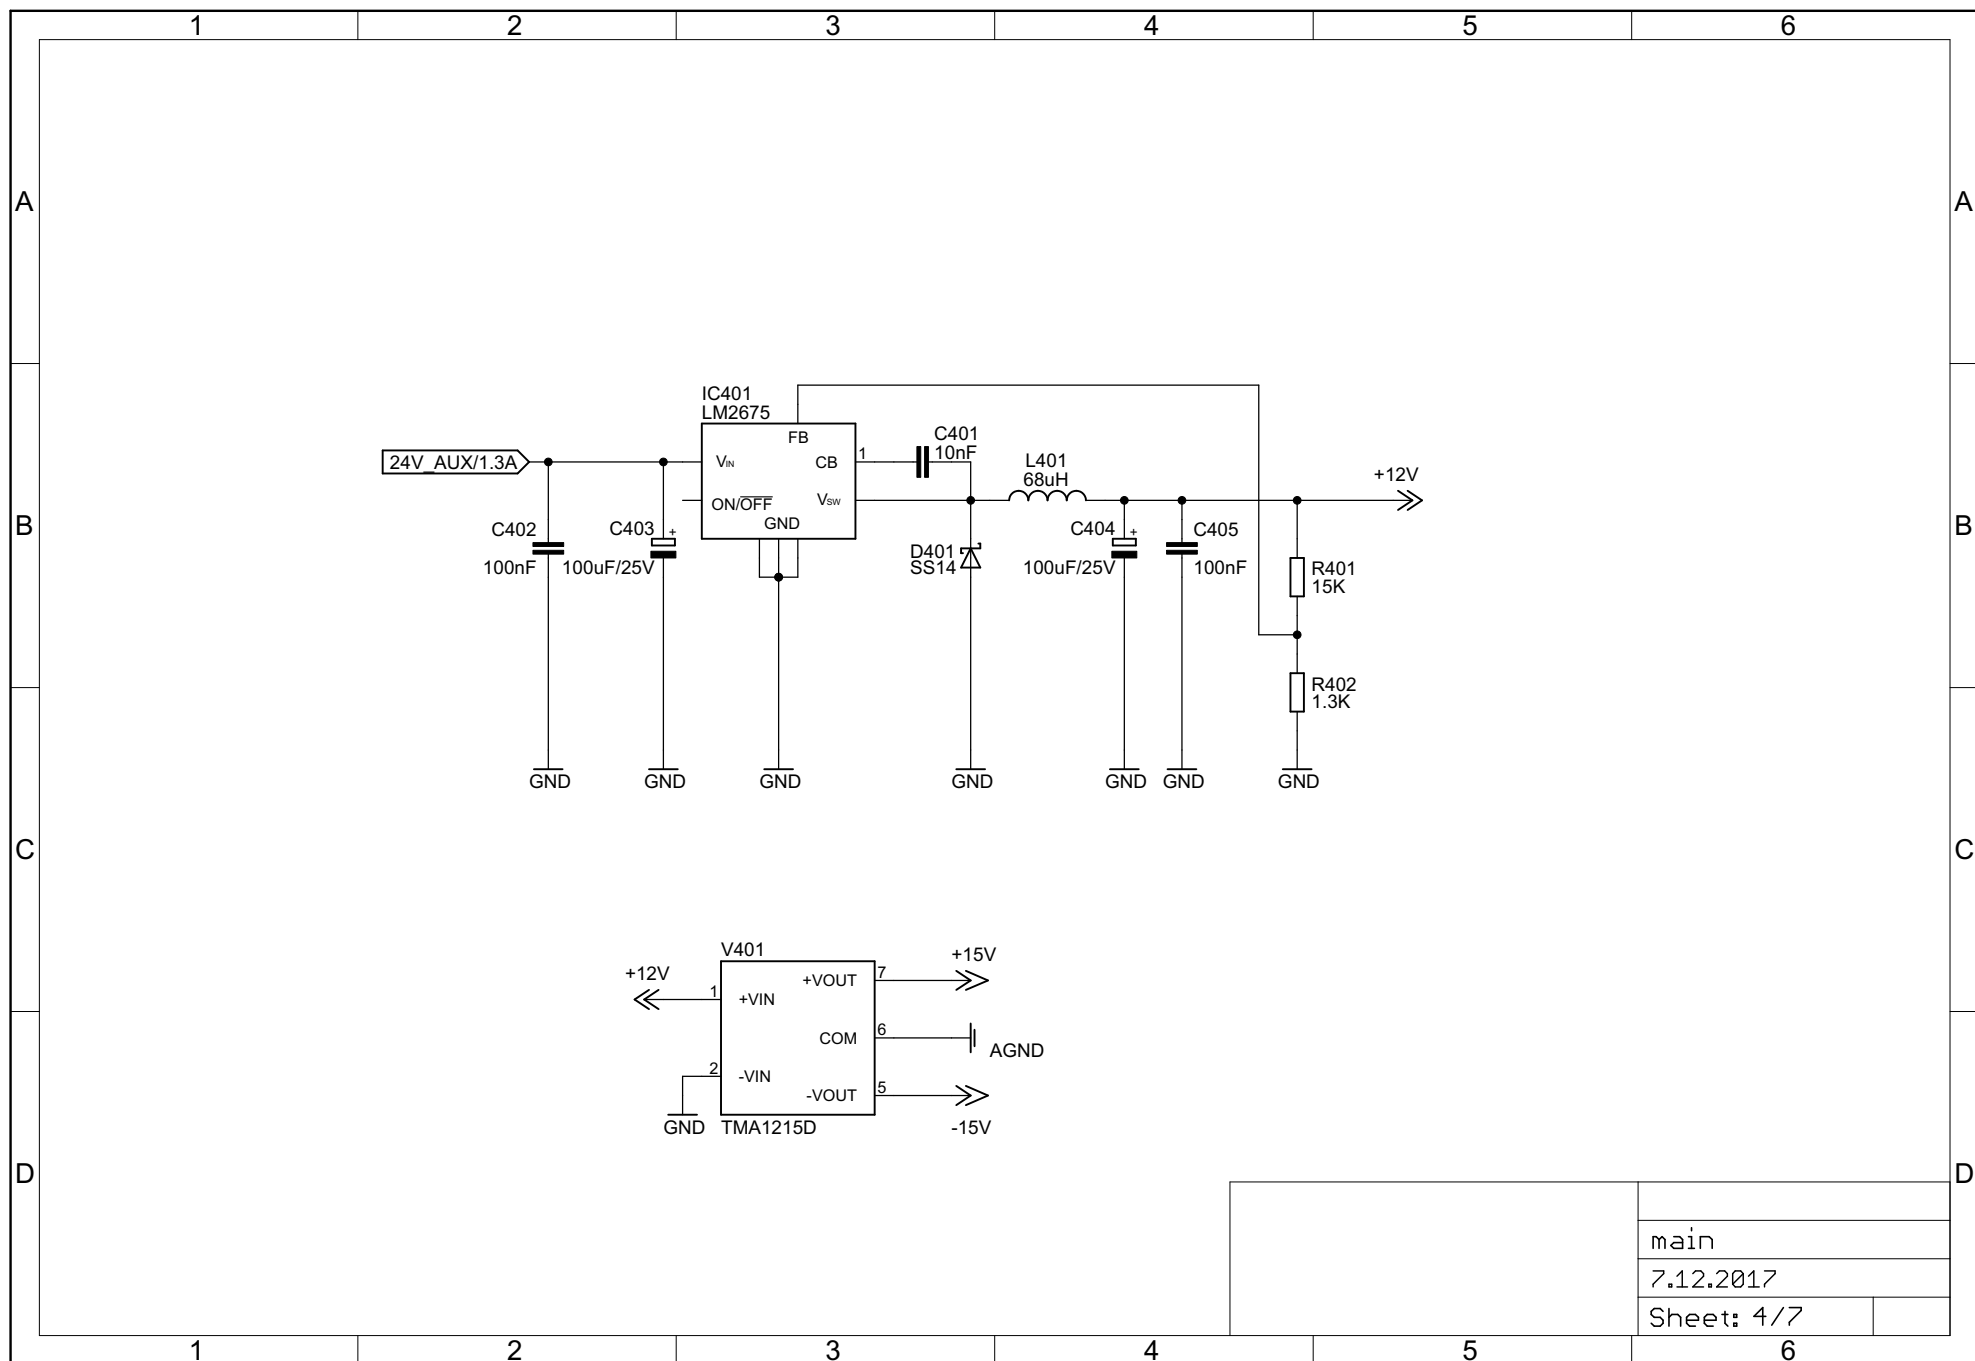 1 2 3 4 5 6
A A
IC401
LM2675
FB
24V_AUX/1.3A
VIN
CB
1
C401
10nF
L401
68uH
+12V
ON/OFF
VSW
GND
B B
C402
100nF
C403
+
100uF/25V
D401
SS14
C404
+
100uF/25V
C405
100nF
R401
15K
R402
1.3K
GND GND GND GND GND GND GND
C C
V401
+12V
1
+VIN
+VOUT
7
+15V
COM
6
AGND
2
-VIN
-VOUT
5
-15V
GND
TMA1215D
D D
main
7.12.2017
Sheet: 4/7
1 2 3 4 5 6